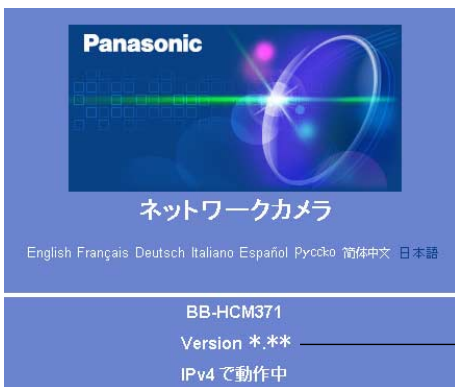 Panasonic
ネットワークカメラ
English Français Deutsch Italiano Español Русско 简体中文 日本語
BB-HCM371
Version *.**
IPv4 で動作中